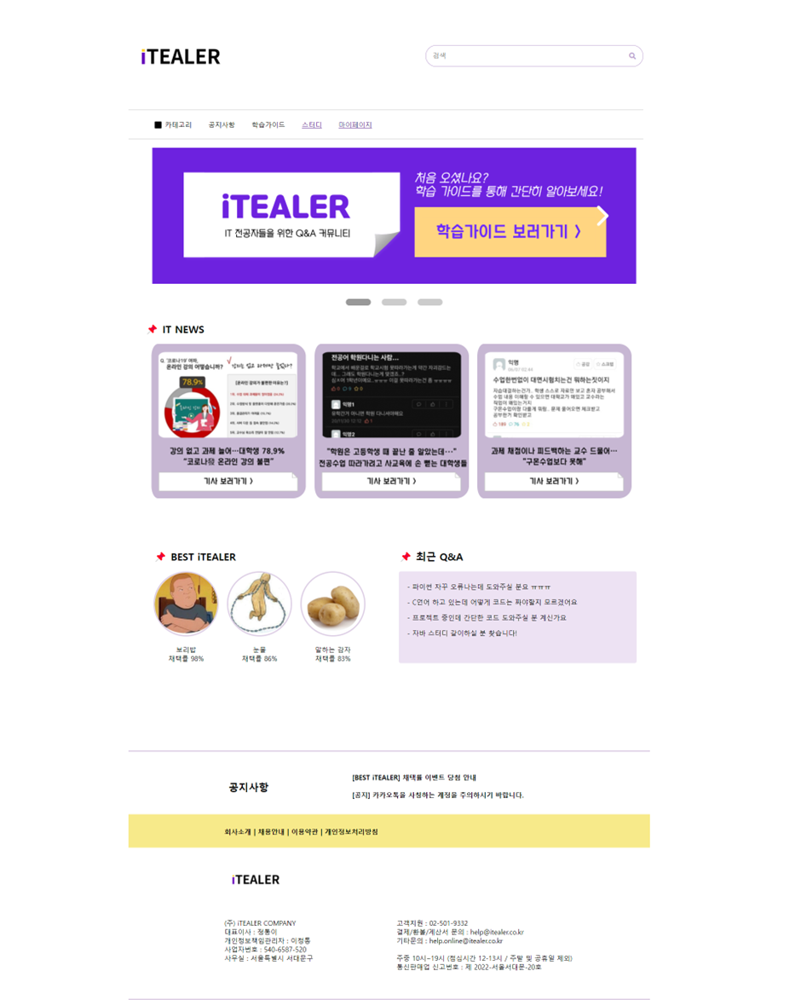 iTEALER
검색
카테고리
공지사항
학습가이드
스터디
마이페이지
iTEALER
IT 전공자들을 위한 Q&A 커뮤니티
처음 오셨나요?
학습 가이드를 통해 간단히 알아보세요!
학습가이드 보러가기 >
IT NEWS
Q. '코로나19' 여파,
온라인 강의 어떻습니까?
78.9%
온라인 강의
강의 없고 과제 늘어···대학생 78.9%
"코로나發 온라인 강의 불편"
기사 보러가기 >
전공어 학원다니는 사람...
익명1
익명2
"학원은 고등학생 때 끝난 줄 알았는데···"
전공수업 따라가려고 사교육에 손 뻗는 대학생들
기사 보러가기 >
익명
수업한번없이 대면시험치는건 뭐하는짓이지
과제 채점이나 피드백하는 교수 드물어···
"구몬수업보다 못해"
기사 보러가기 >
BEST iTEALER
보리밥
채택률 98%
눈물
채택률 86%
말하는 감자
채택률 83%
최근 Q&A
- 파이썬 자꾸 오류나는데 도와주실 분요 ㅠㅠㅠ
- C언어 하고 있는데 어떻게 코드는 짜야할지 모르겠어요
- 프로젝트 중인데 간단한 코드 도와주실 분 계신가요
- 자바 스터디 같이하실 분 찾습니다!
공지사항
[BEST iTEALER] 채택률 이벤트 당첨 안내
[공지] 카카오톡을 사칭하는 계정을 주의하시기 바랍니다.
회사소개 | 채용안내 | 이용약관 | 개인정보처리방침
iTEALER
(주) iTEALER COMPANY
대표이사 : 정통이
개인정보책임관리자 : 이정통
사업자번호 : 540-6587-520
사무실 : 서울특별시 서대문구
고객지원 : 02-501-9332
결제/환불/계산서 문의 : help@itealer.co.kr
기타문의 : help.online@itealer.co.kr
주중 10시~19시 (점심시간 12-13시 / 주말 및 공휴일 제외)
통신판매업 신고번호 : 제 2022-서울서대문-20호